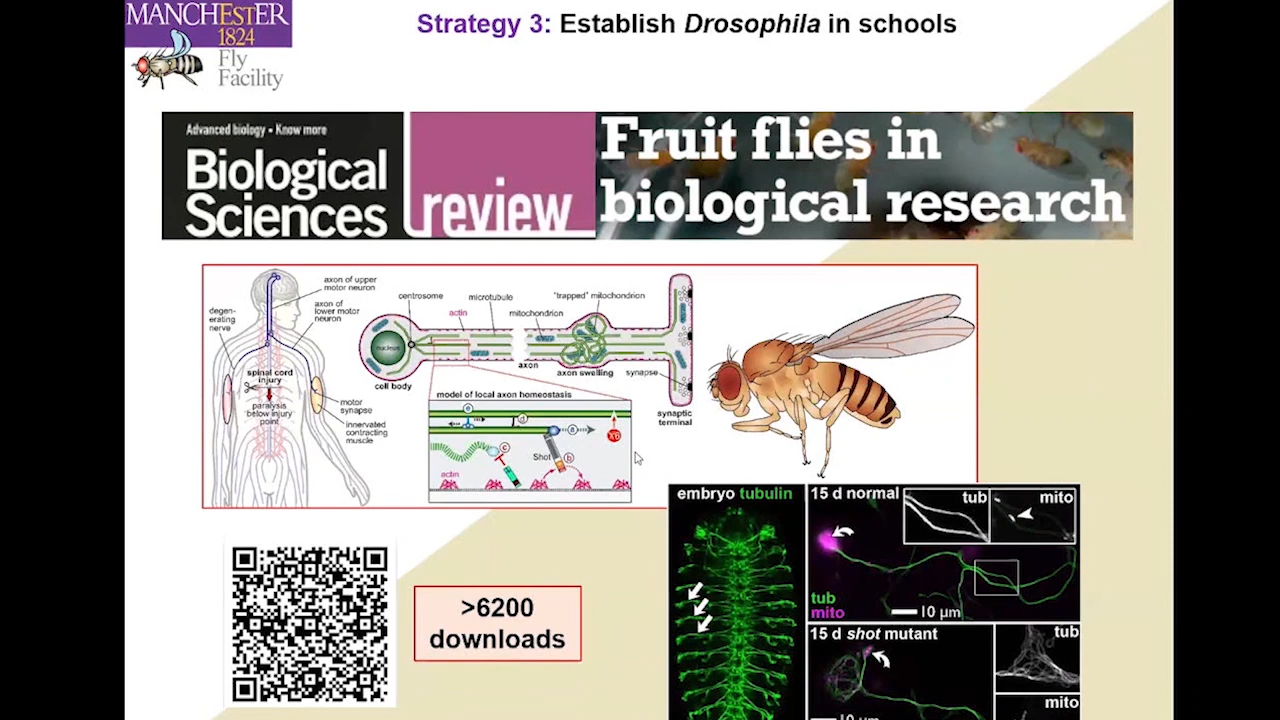 MANCHESTER
1824
Fly
Facility
Strategy 3: Establish Drosophila in schools
Advanced biology • Know more
Biological
Sciences
review
Fruit flies in
biological research
axon of upper
motor neuron
axon of
lower motor
neuron
degen-
erating
nerve
spinal cord
injury
paralysis
below injury
point
motor
synapse
innervated
contracting
muscle
centrosome
microtubule
"trapped" mitochondrion
actin
mitochondrion
nucleus
axon
axon swelling
synapse
cell body
synaptic
terminal
model of local axon homeostasis
e
d
a
c
Shot
b
actin
>6200
downloads
embryo tubulin
15 d normal
tub
mito
tub
mito
10 µm
15 d shot mutant
tub
mito
10 µm